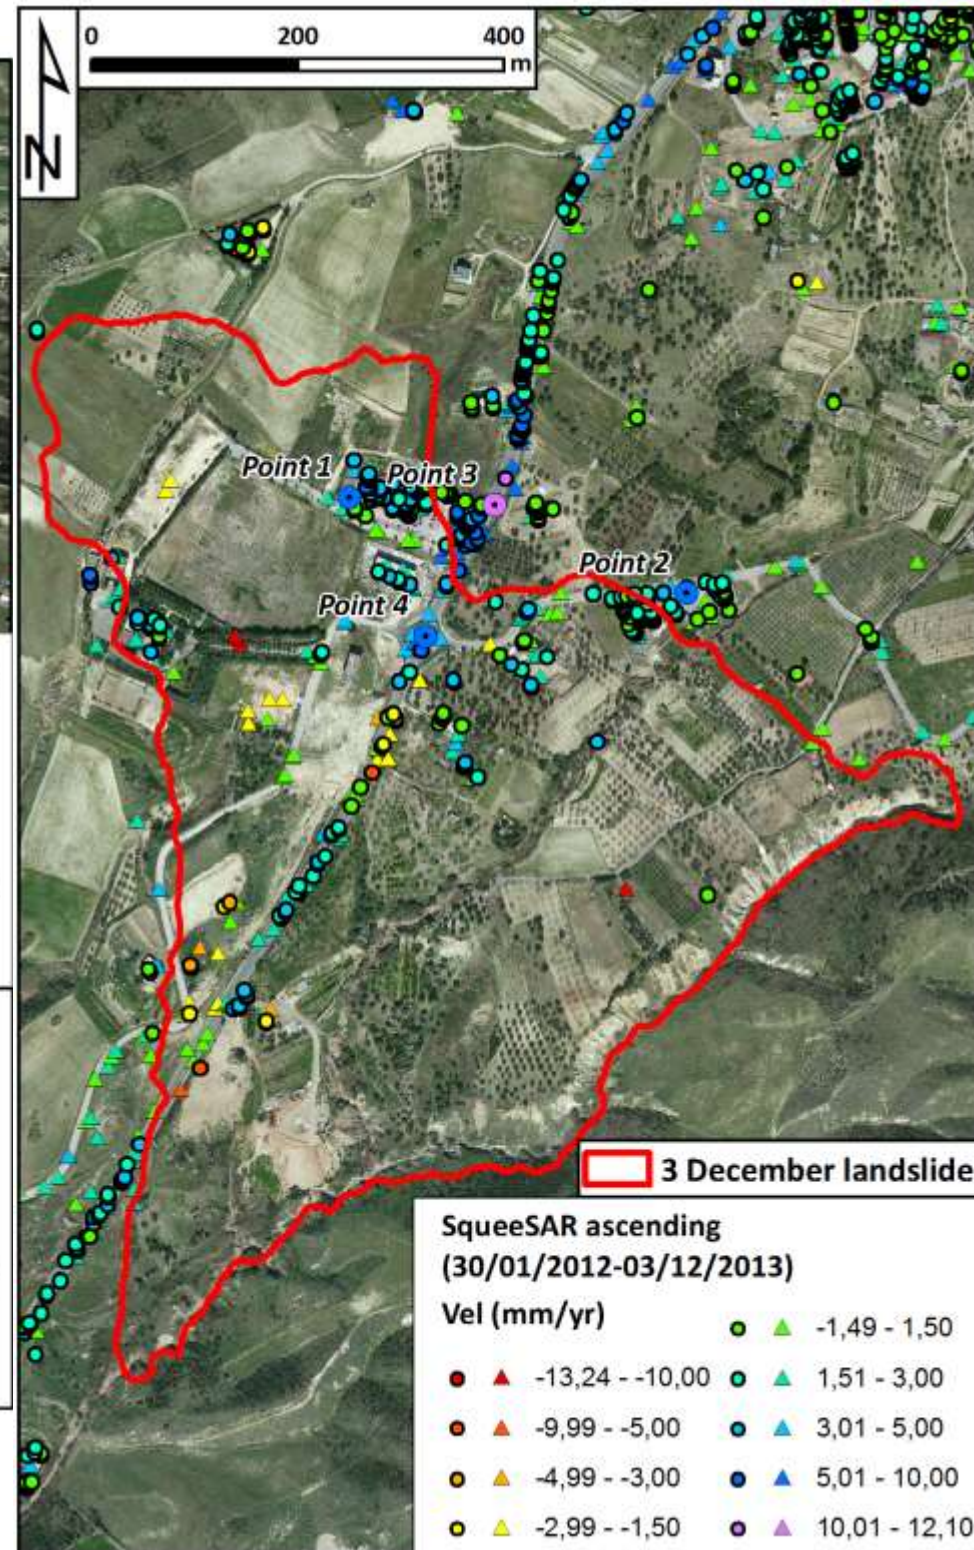 0 200 400
m
N
Point 1
Point 3
Point 2
Point 4
3 December landslide
SqueeSAR ascending
(30/01/2012-03/12/2013)
Vel (mm/yr)
-13,24 - -10,00
-9,99 - -5,00
-4,99 - -3,00
-2,99 - -1,50
-1,49 - 1,50
1,51 - 3,00
3,01 - 5,00
5,01 - 10,00
10,01 - 12,10